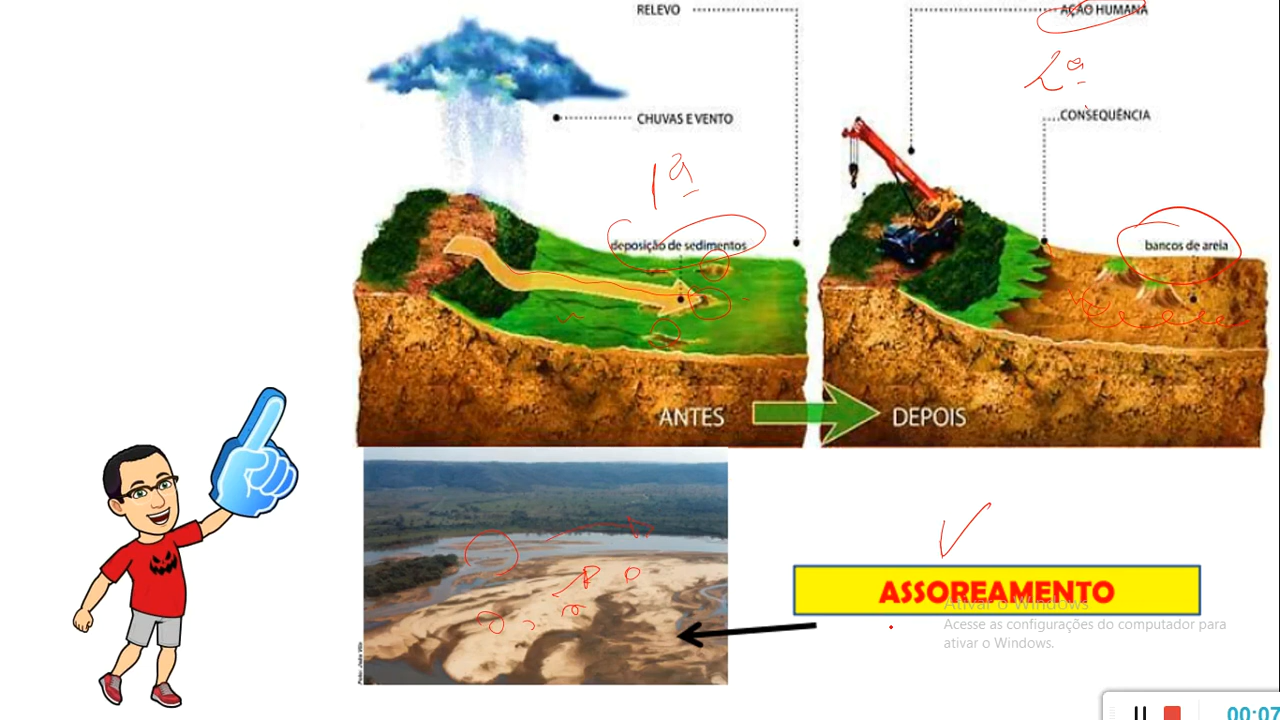 RELEVO
AÇÃO HUMANA
2ª
CHUVAS E VENTO
CONSEQUÊNCIA
1ª
deposição de sedimentos
bancos de areia
ANTES
DEPOIS
ASSOREAMENTO
Ativar o Windows
Acesse as configurações do computador para
ativar o Windows.
00:07